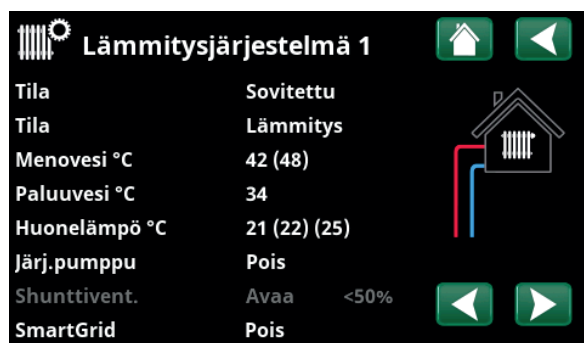 Lämmitysjärjestelmä 1
Tila Sovitettu
Tila Lämmitys
Menovesi °C 42 (48)
Paluuvesi °C 34
Huonelämpö °C 21 (22) (25)
Järj.pumppu Pois
Shunttivent. Avaa <50%
SmartGrid Pois